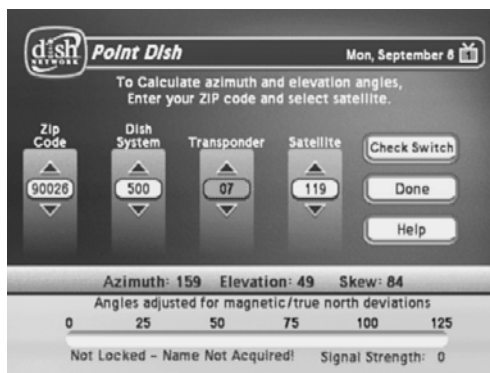 dish
NETWORK
Point Dish
Mon, September 8
To Calculate azimuth and elevation angles,
Enter your ZIP code and select satellite.
Zip Code
Dish System
Transponder
Satellite
90026
500
07
119
Check Switch
Done
Help
Azimuth: 159 Elevation: 49 Skew: 84
Angles adjusted for magnetic/true north deviations
0 25 50 75 100 125
Not Locked - Name Not Acquired! Signal Strength: 0